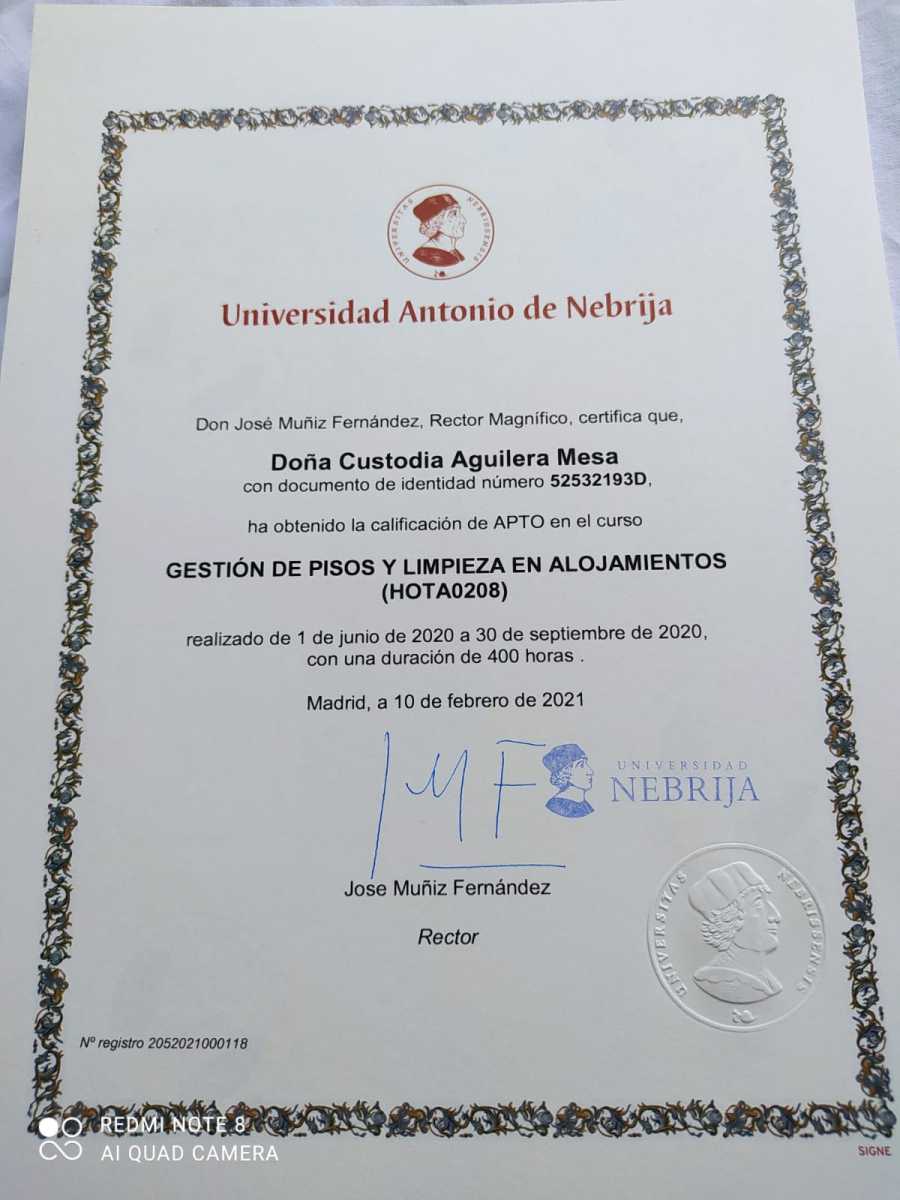 UNIVERSITAS NEBRISSENSIS
Universidad Antonio de Nebrija
Don José Muñiz Fernández, Rector Magnífico, certifica que,
Doña Custodia Aguilera Mesa
con documento de identidad número 52532193D,
ha obtenido la calificación de APTO en el curso
GESTIÓN DE PISOS Y LIMPIEZA EN ALOJAMIENTOS
(HOTA0208)
realizado de 1 de junio de 2020 a 30 de septiembre de 2020,
con una duración de 400 horas .
Madrid, a 10 de febrero de 2021
JMF
UNIVERSIDAD
NEBRIJA
Jose Muñiz Fernández
Rector
UNIVERSITAS NEBRISSENSIS
Nº registro 2052021000118
REDMI NOTE 8
AI QUAD CAMERA
SIGNE